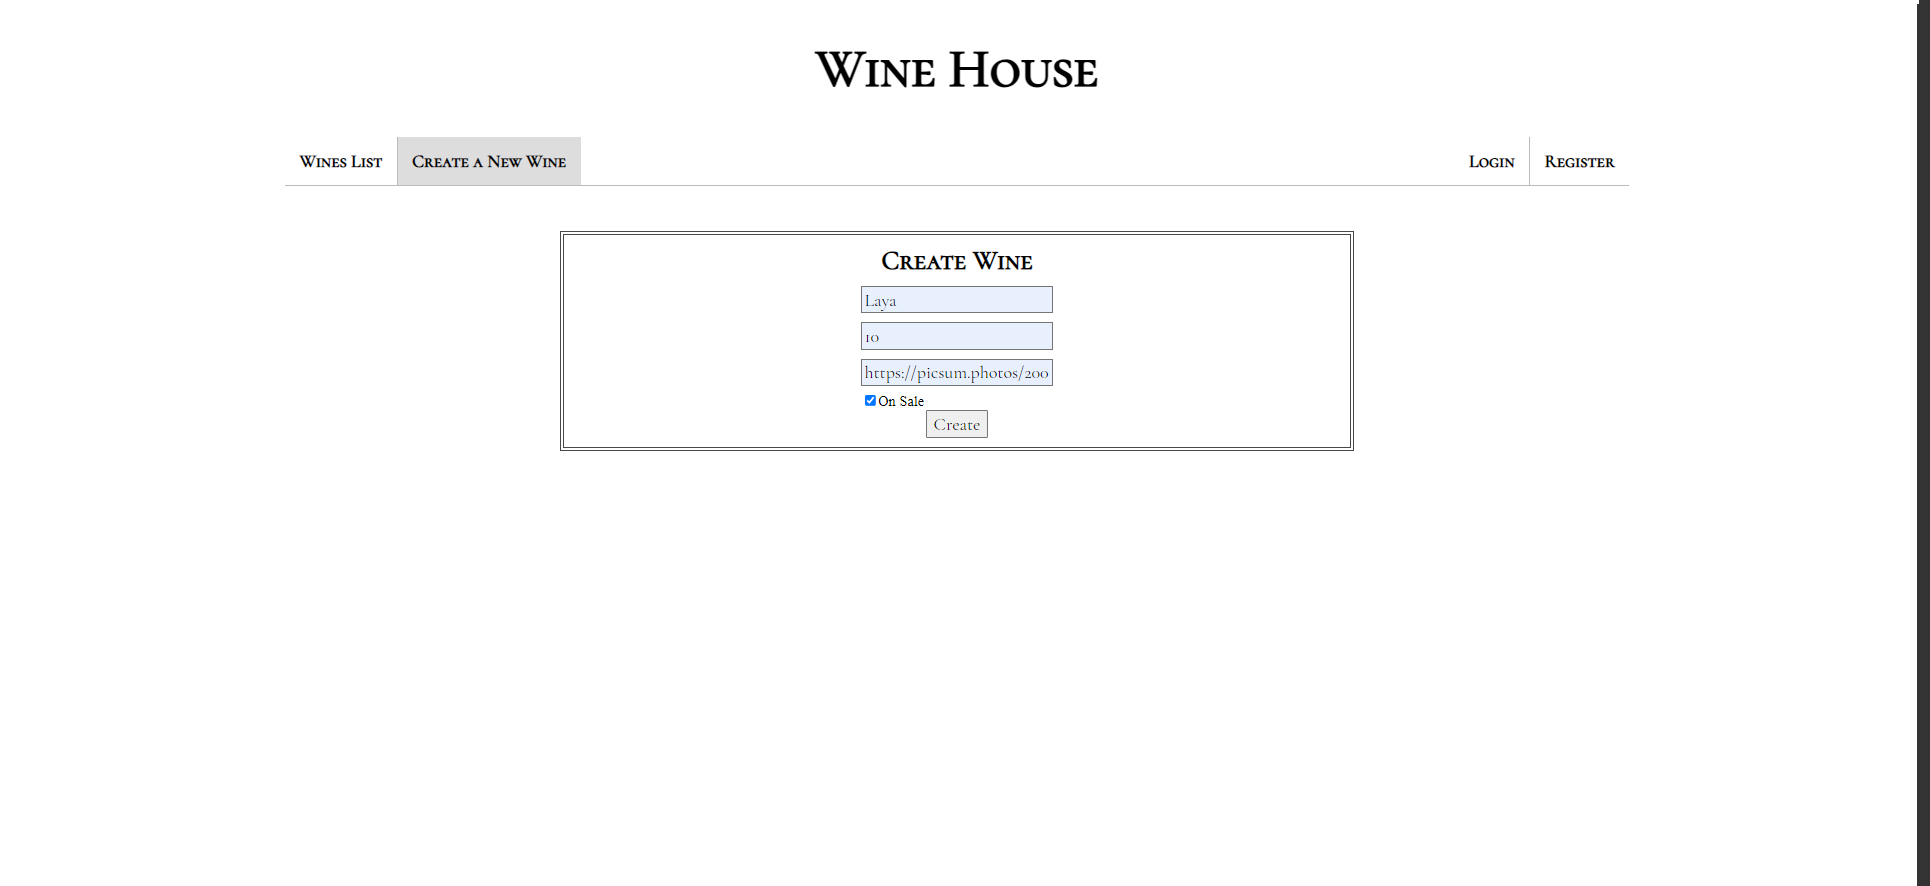 Wine House
Wines List Create a New Wine Login Register
Create Wine
Laya
10
https://picsum.photos/200
On Sale
Create